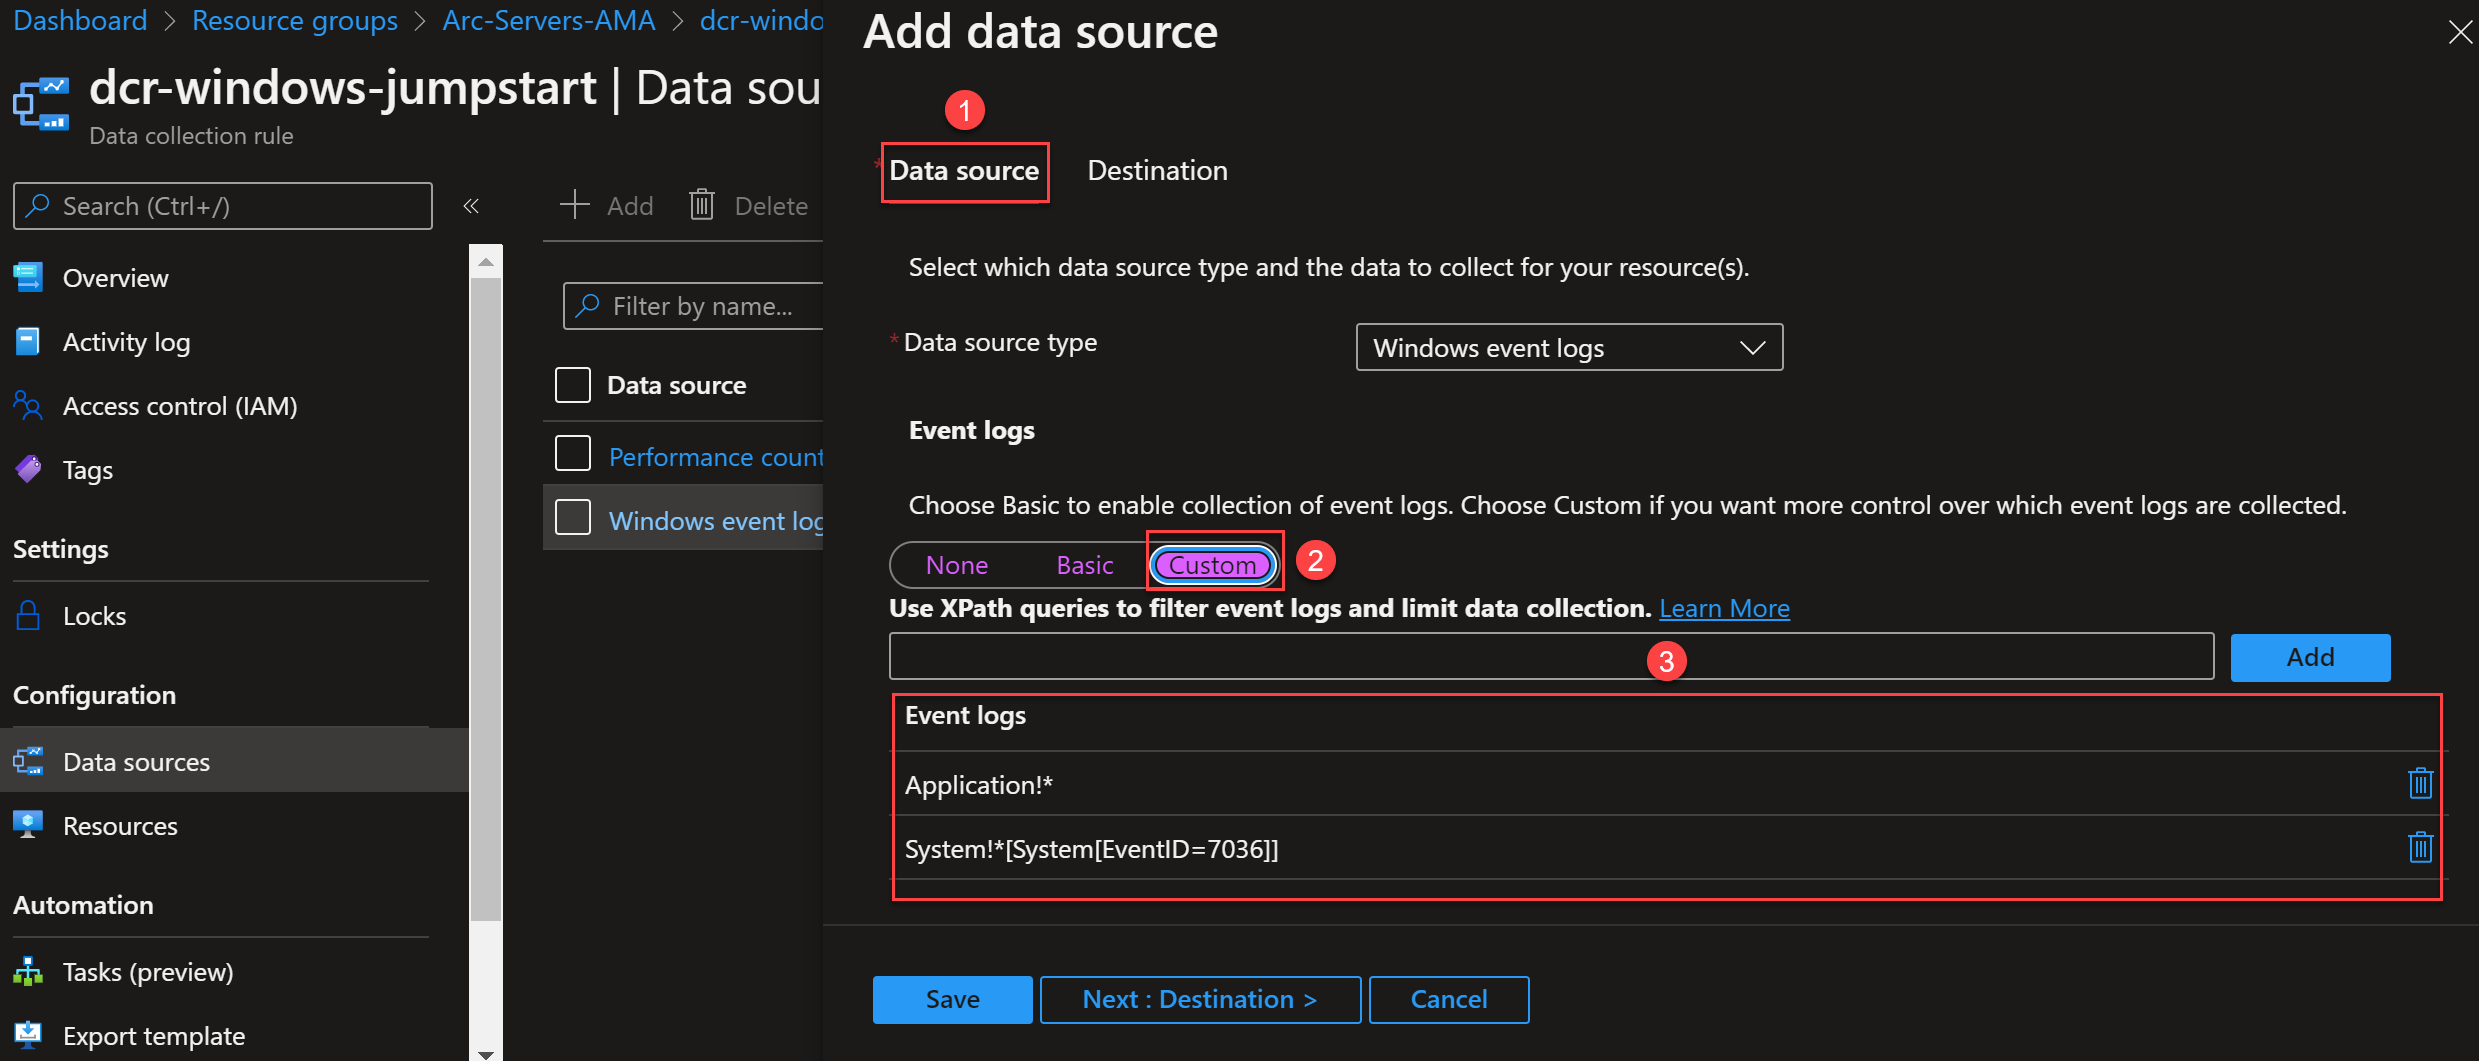 Dashboard > Resource groups > Arc-Servers-AMA > dcr-windo
dcr-windows-jumpstart | Data sou
Data collection rule
Search (Ctrl+/)
«
Overview
Activity log
Access control (IAM)
Tags
Settings
Locks
Configuration
Data sources
Resources
Automation
Tasks (preview)
Export template
+ Add Delete
Filter by name...
Data source
Performance count
Windows event log
Add data source
1
* Data source Destination
Select which data source type and the data to collect for your resource(s).
* Data source type Windows event logs
Event logs
Choose Basic to enable collection of event logs. Choose Custom if you want more control over which event logs are collected.
None Basic Custom 2
Use XPath queries to filter event logs and limit data collection. Learn More
3 Add
Event logs
Application!*
System!*[System[EventID=7036]]
Save Next : Destination > Cancel